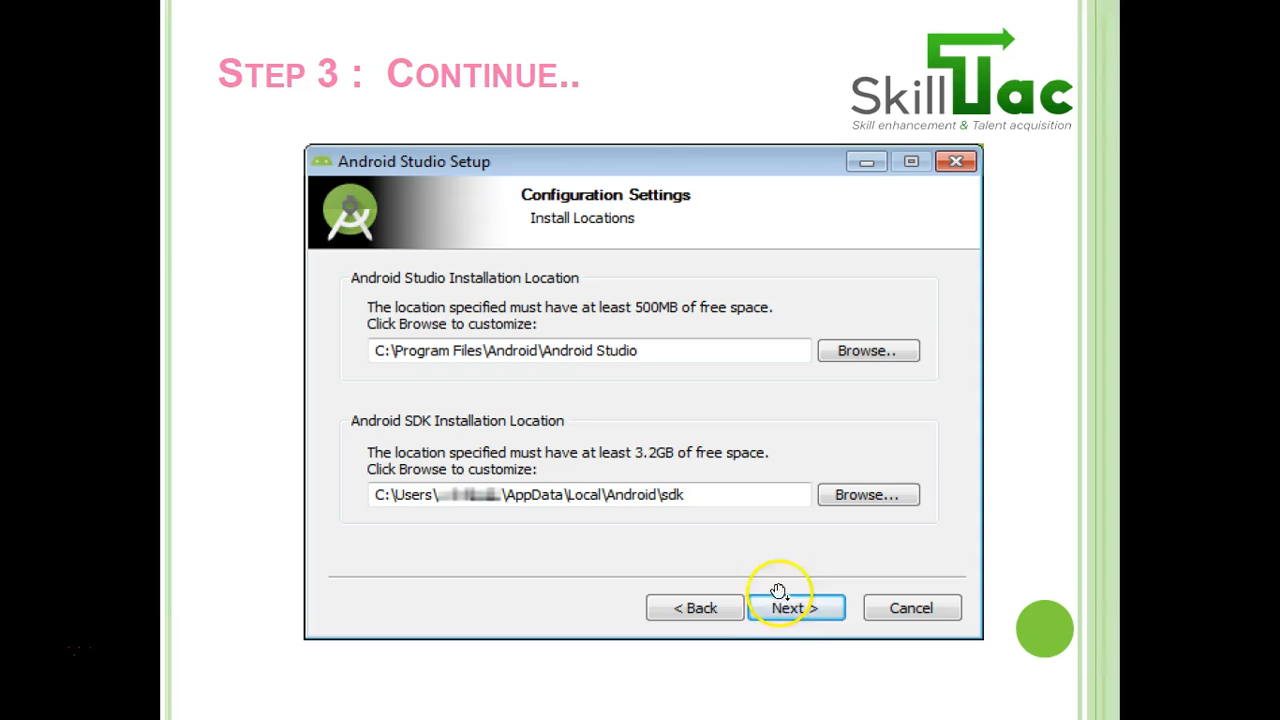 STEP 3 : CONTINUE..
SkillTac
Skill enhancement & Talent acquisition
Android Studio Setup
Configuration Settings
Install Locations
Android Studio Installation Location
The location specified must have at least 500MB of free space.
Click Browse to customize:
C:\Program Files\Android\Android Studio
Browse..
Android SDK Installation Location
The location specified must have at least 3.2GB of free space.
Click Browse to customize:
C:\Users\ \AppData\Local\Android\sdk
Browse...
< Back
Next >
Cancel